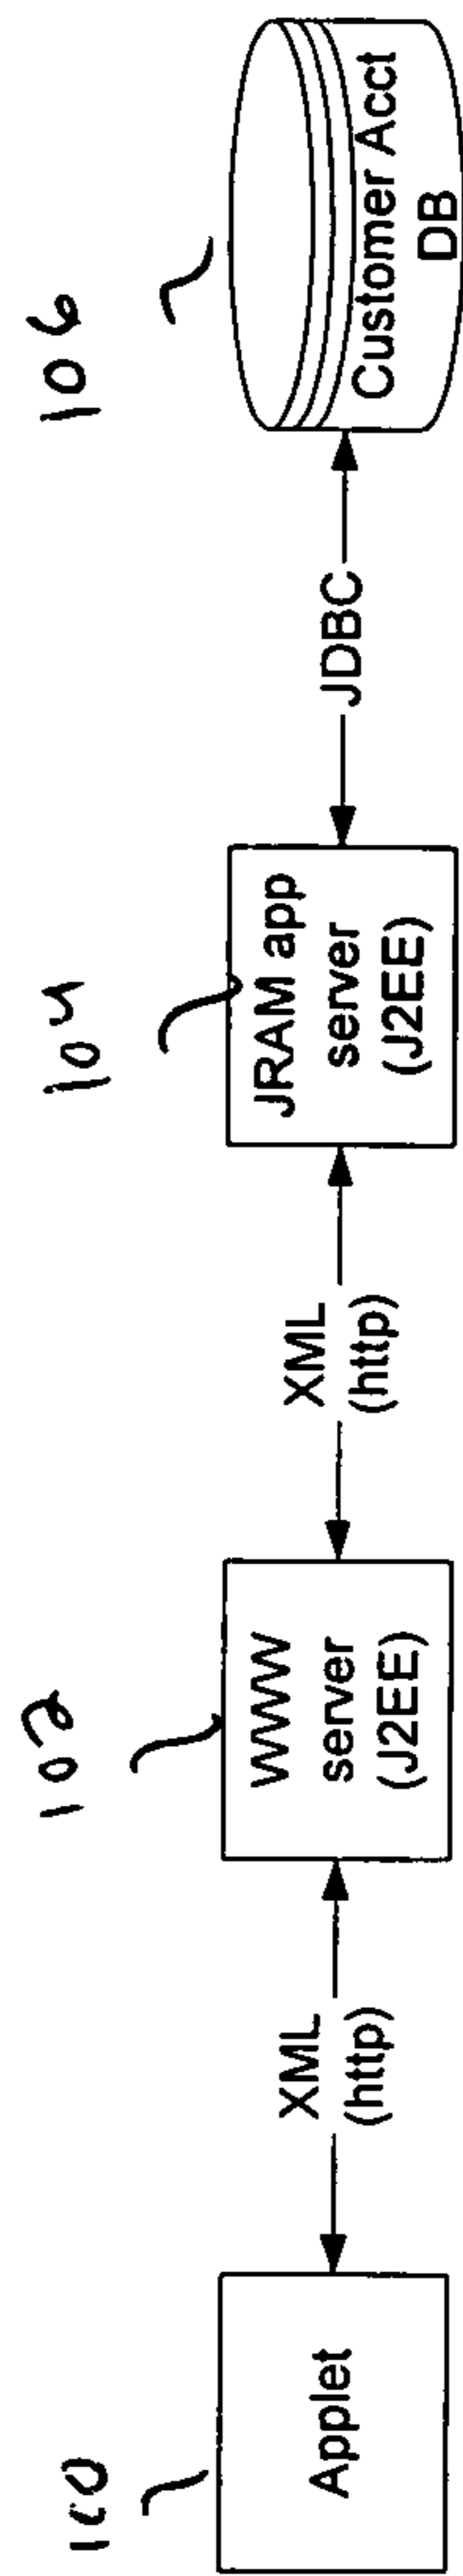 100
102
104
106
Applet
XML
(http)
WWW
server
(J2EE)
XML
(http)
JRAM app
server
(J2EE)
JDBC
Customer Acct
DB